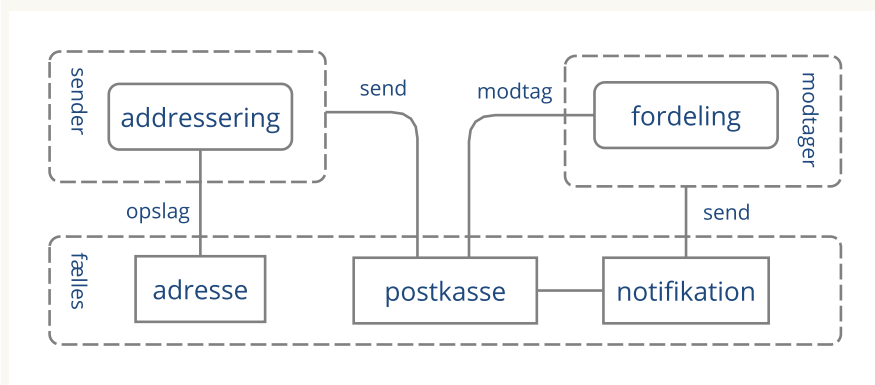 sender
addressering
send
modtag
fordeling
modtager
opslag
send
fælles
adresse
postkasse
notifikation